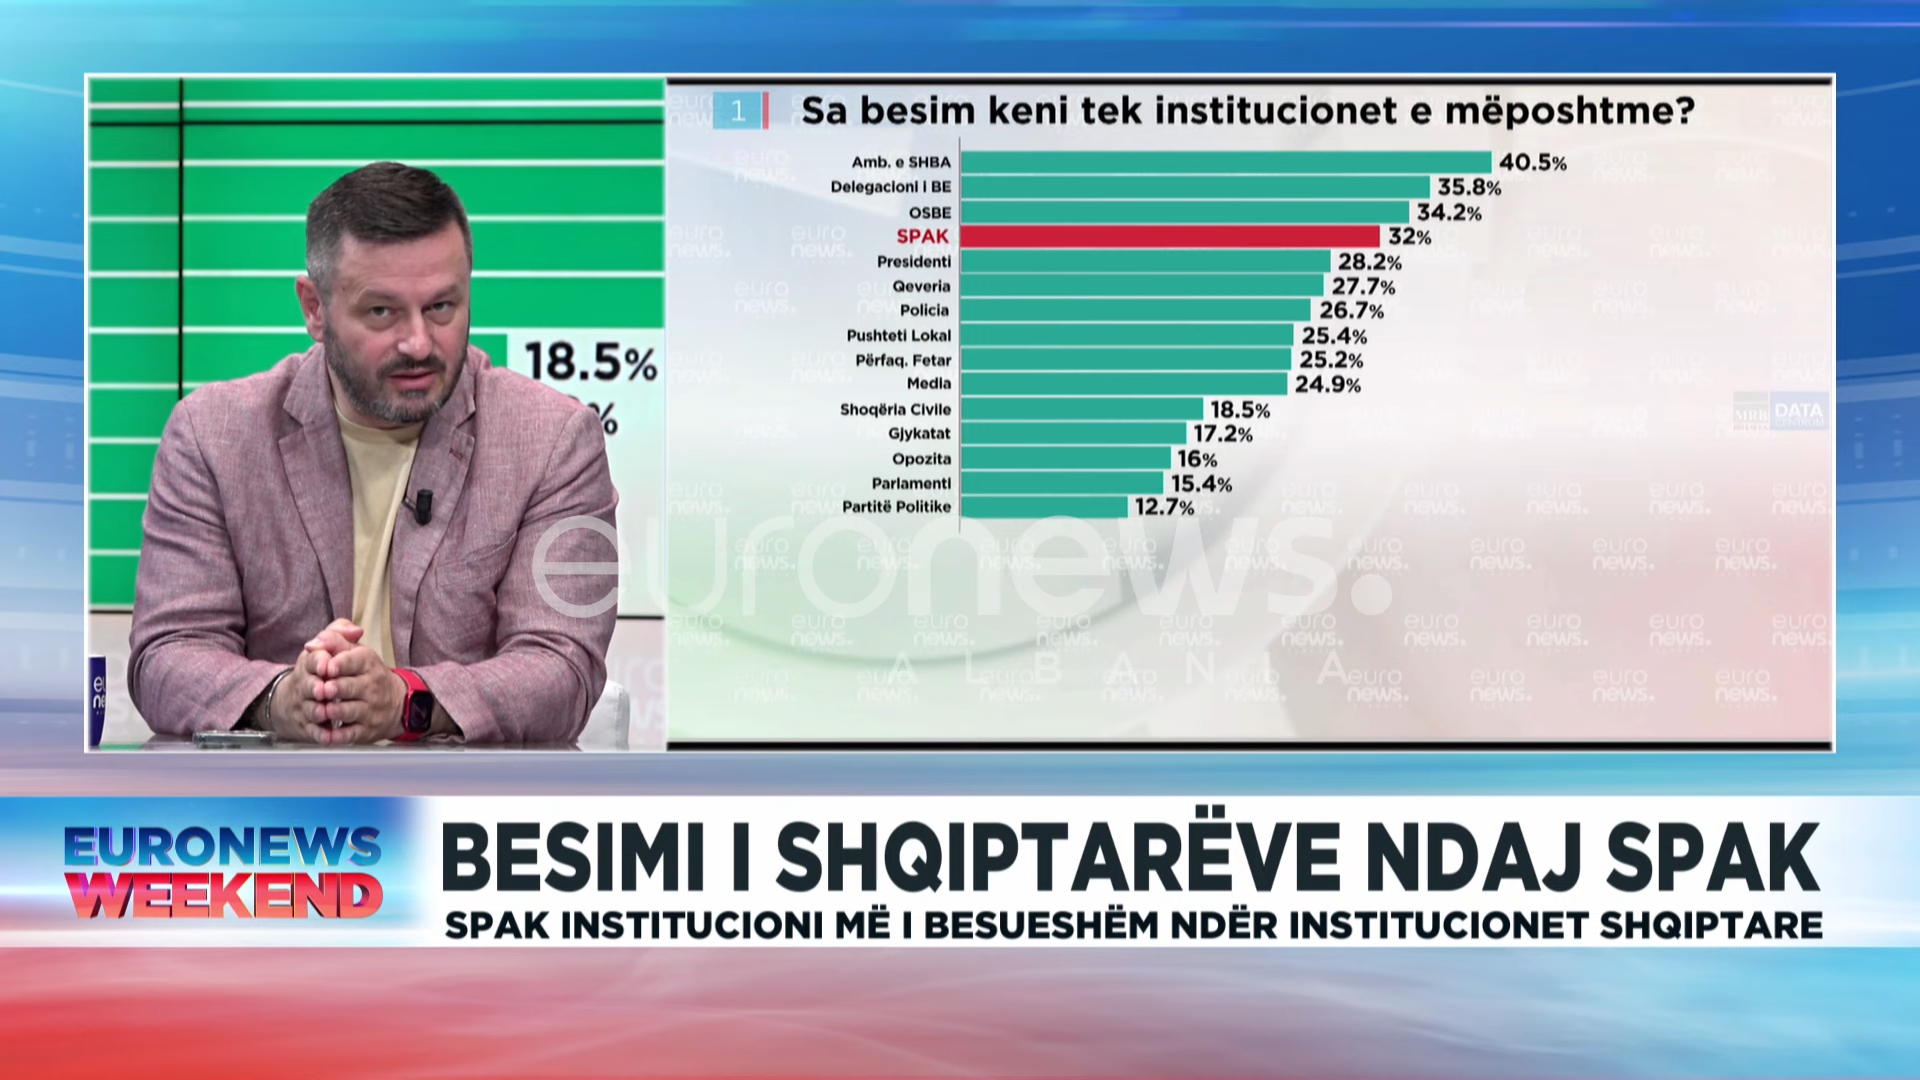 1
Sa besim keni tek institucionet e mëposhtme?
Amb. e SHBA 40.5%
Delegacioni i BE 35.8%
OSBE 34.2%
SPAK 32%
Presidenti 28.2%
Qeveria 27.7%
Policia 26.7%
Pushteti Lokal 25.4%
Përfaq. Fetar 25.2%
Media 24.9%
Shoqëria Civile 18.5%
Gjykatat 17.2%
Opozita 16%
Parlamenti 15.4%
Partitë Politike 12.7%
18.5%
%
MRB DATA
CENTRUM
euronews.
ALBANIA
EURONEWS
WEEKEND
BESIMI I SHQIPTARËVE NDAJ SPAK
SPAK INSTITUCIONI MË I BESUESHËM NDËR INSTITUCIONET SHQIPTARE